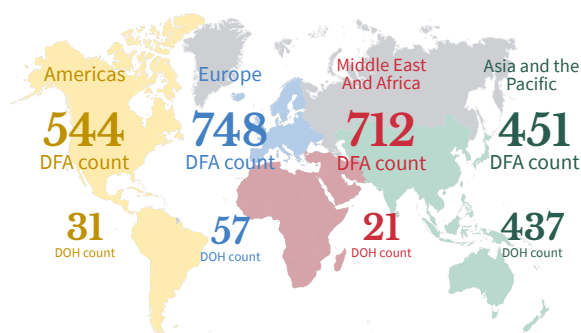 Americas
544
DFA count
31
DOH count
Europe
748
DFA count
57
DOH count
Middle East
And Africa
712
DFA count
21
DOH count
Asia and the
Pacific
451
DFA count
437
DOH count